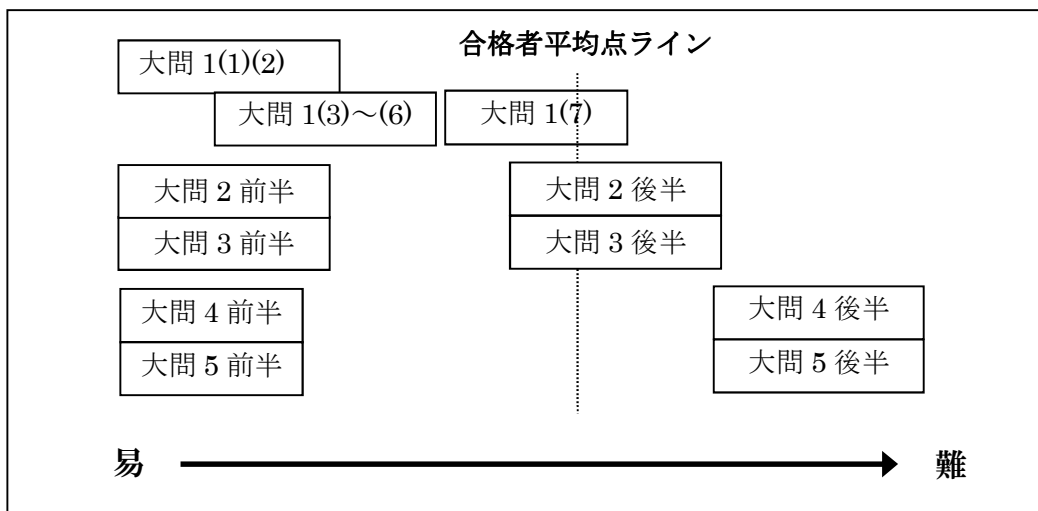 合格者平均点ライン
大問 1(1)(2)
大問 1(3)～(6)
大問 1(7)
大問 2 前半
大問 2 後半
大問 3 前半
大問 3 後半
大問 4 前半
大問 4 後半
大問 5 前半
大問 5 後半
易
難